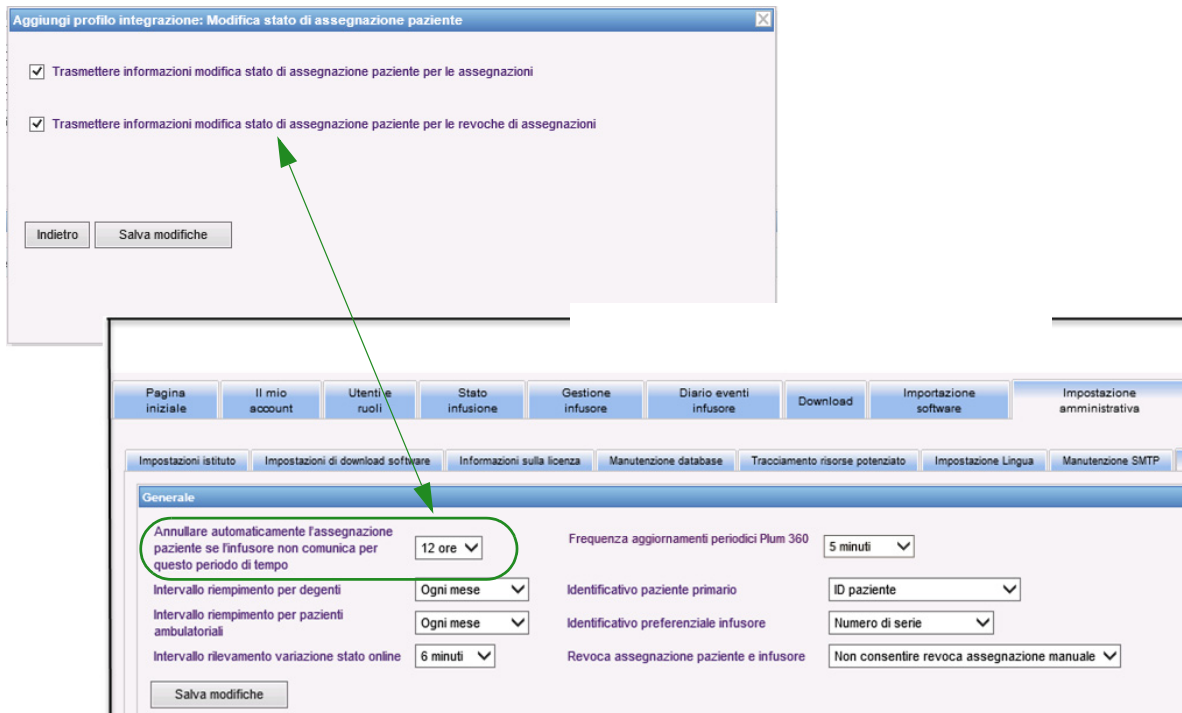 Aggiungi profilo integrazione: Modifica stato di assegnazione paziente
Trasmettere informazioni modifica stato di assegnazione paziente per le assegnazioni
Trasmettere informazioni modifica stato di assegnazione paziente per le revoche di assegnazioni
Indietro Salva modifiche
Pagina iniziale
Il mio account
Utenti e ruoli
Stato infusione
Gestione infusore
Diario eventi infusore
Download
Importazione software
Impostazione amministrativa
Impostazioni istituto
Impostazioni di download software
Informazioni sulla licenza
Manutenzione database
Tracciamento risorse potenziato
Impostazione Lingua
Manutenzione SMTP
Generale
Annullare automaticamente l'assegnazione
paziente se l'infusore non comunica per
questo periodo di tempo
12 ore
Frequenza aggiornamenti periodici Plum 360
5 minuti
Intervallo riempimento per degenti
Ogni mese
Identificativo paziente primario
ID paziente
Intervallo riempimento per pazienti
ambulatoriali
Ogni mese
Identificativo preferenziale infusore
Numero di serie
Intervallo rilevamento variazione stato online
6 minuti
Revoca assegnazione paziente e infusore
Non consentire revoca assegnazione manuale
Salva modifiche